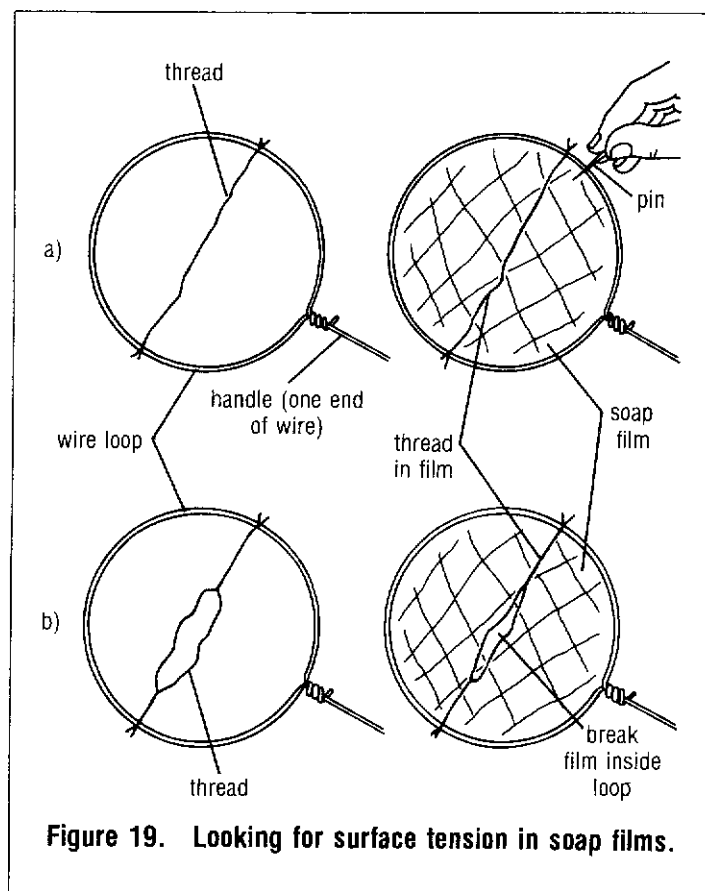 thread
pin
a)
handle (one end
of wire)
wire loop
thread
in film
soap
film
b)
thread
break
film inside
loop
Figure 19. Looking for surface tension in soap films.